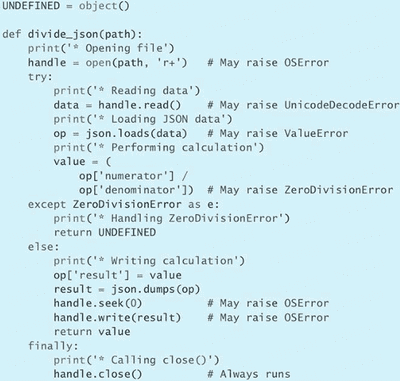 UNDEFINED = object()

def divide_json(path):
    print('* Opening file')
    handle = open(path, 'r+')   # May raise OSError
    try:
        print('* Reading data')
        data = handle.read()    # May raise UnicodeDecodeError
        print('* Loading JSON data')
        op = json.loads(data)   # May raise ValueError
        print('* Performing calculation')
        value = (
            op['numerator'] /
            op['denominator'])  # May raise ZeroDivisionError
    except ZeroDivisionError as e:
        print('* Handling ZeroDivisionError')
        return UNDEFINED
    else:
        print('* Writing calculation')
        op['result'] = value
        result = json.dumps(op)
        handle.seek(0)          # May raise OSError
        handle.write(result)    # May raise OSError
        return value
    finally:
        print('* Calling close()')
        handle.close()          # Always runs